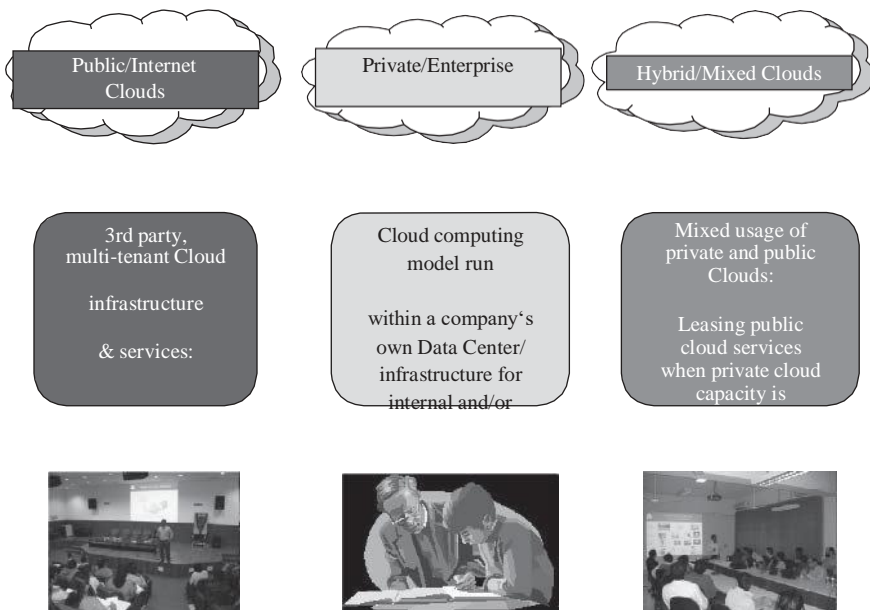 Public/Internet
Clouds
Private/Enterprise
Hybrid/Mixed Clouds
3rd party,
multi-tenant Cloud
infrastructure
& services:
Cloud computing
model run
within a company‘s
own Data Center/
infrastructure for
internal and/or
Mixed usage of
private and public
Clouds:
Leasing public
cloud services
when private cloud
capacity is